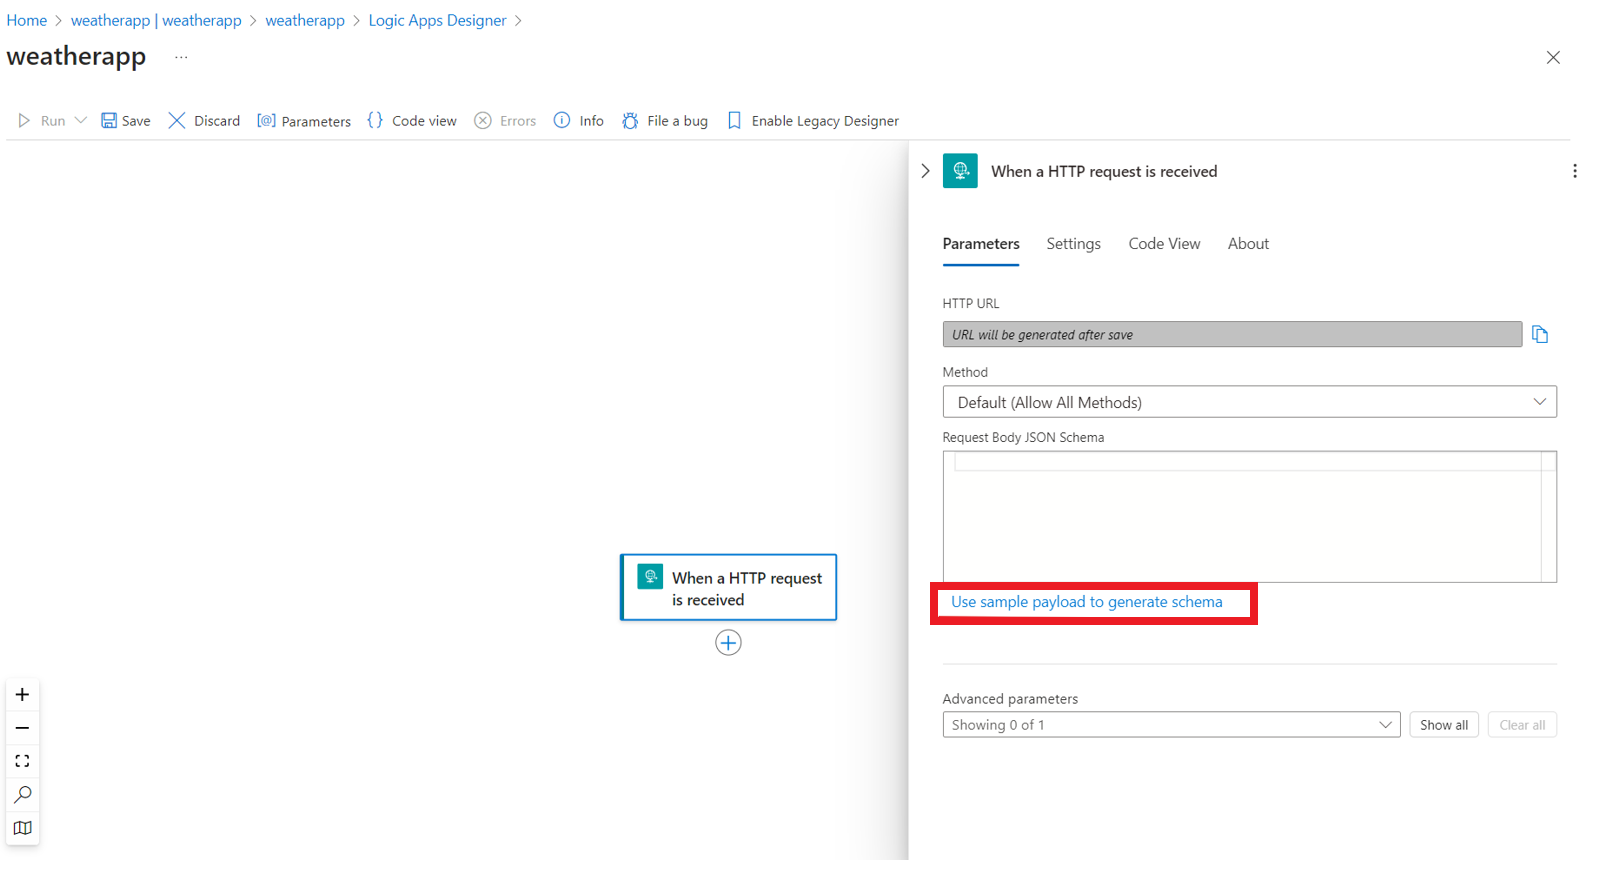 Home > weatherapp | weatherapp > weatherapp > Logic Apps Designer >
weatherapp ...
Run Save Discard [@] Parameters {} Code view Errors Info File a bug Enable Legacy Designer
When a HTTP request is received
Parameters Settings Code View About
HTTP URL
URL will be generated after save
Method
Default (Allow All Methods)
Request Body JSON Schema
When a HTTP request
is received
Use sample payload to generate schema
Advanced parameters
Showing 0 of 1 Show all Clear all